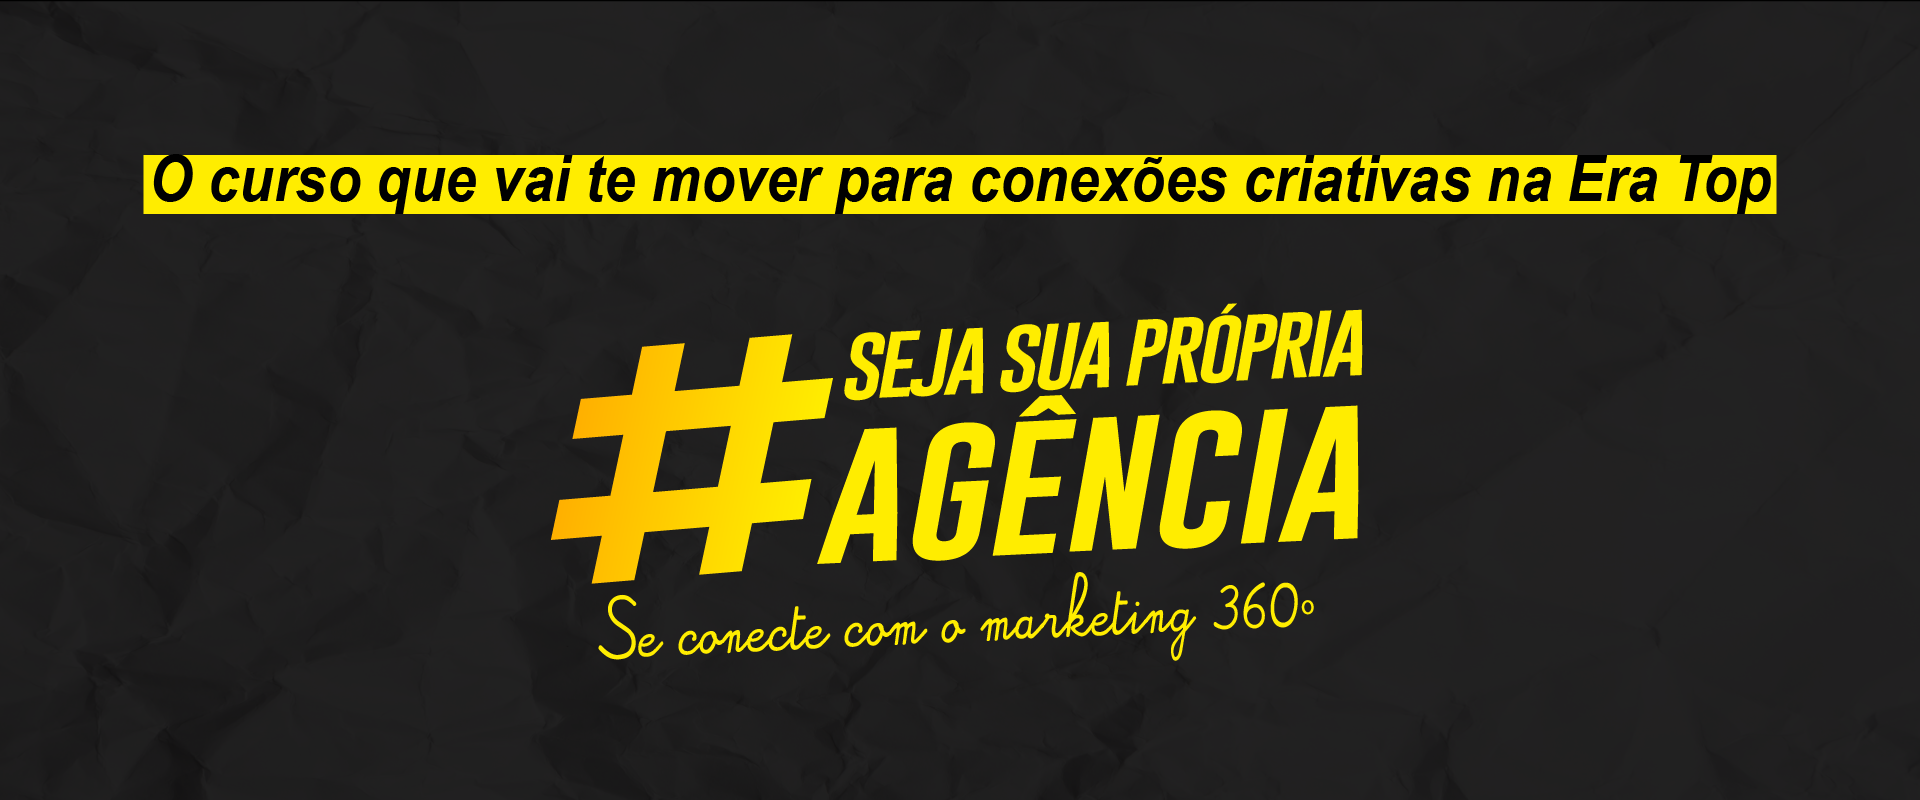 O curso que vai te mover para conexões criativas na Era Top
#SEJA SUA PRÓPRIA
AGÊNCIA
Se conecte com o marketing 360º